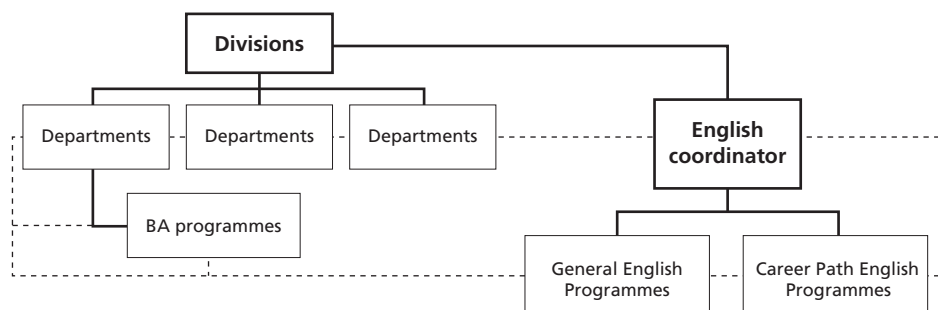 Divisions
Departments
Departments
Departments
English
coordinator
BA programmes
General English
Programmes
Career Path English
Programmes